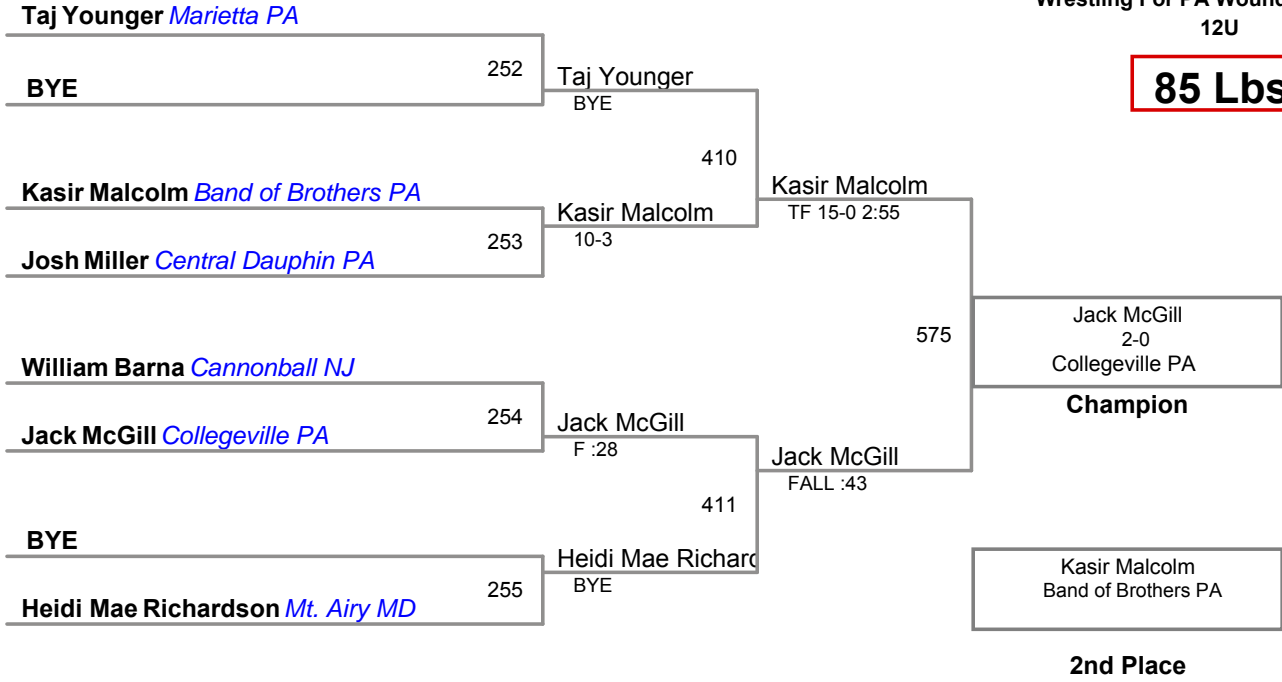 Wrestling For PA Wound
12U
85 Lbs
Taj Younger Marietta PA
BYE
252
Taj Younger
BYE
410
Kasir Malcolm Band of Brothers PA
Josh Miller Central Dauphin PA
253
Kasir Malcolm
10-3
Kasir Malcolm
TF 15-0 2:55
575
William Barna Cannonball NJ
Jack McGill Collegeville PA
254
Jack McGill
F :28
411
Jack McGill
FALL :43
BYE
Heidi Mae Richardson Mt. Airy MD
255
Heidi Mae Richard
BYE
Jack McGill
2-0
Collegeville PA
Champion
Kasir Malcolm
Band of Brothers PA
2nd Place